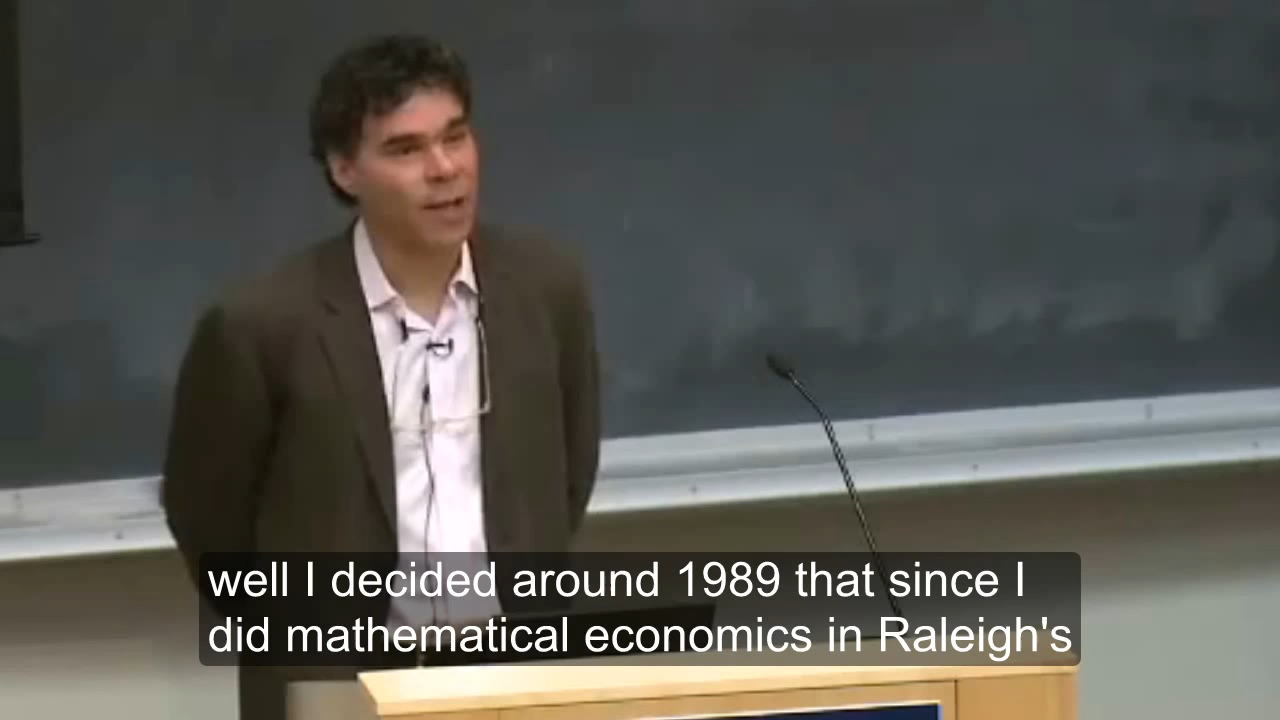 well I decided around 1989 that since I
did mathematical economics in Raleigh's